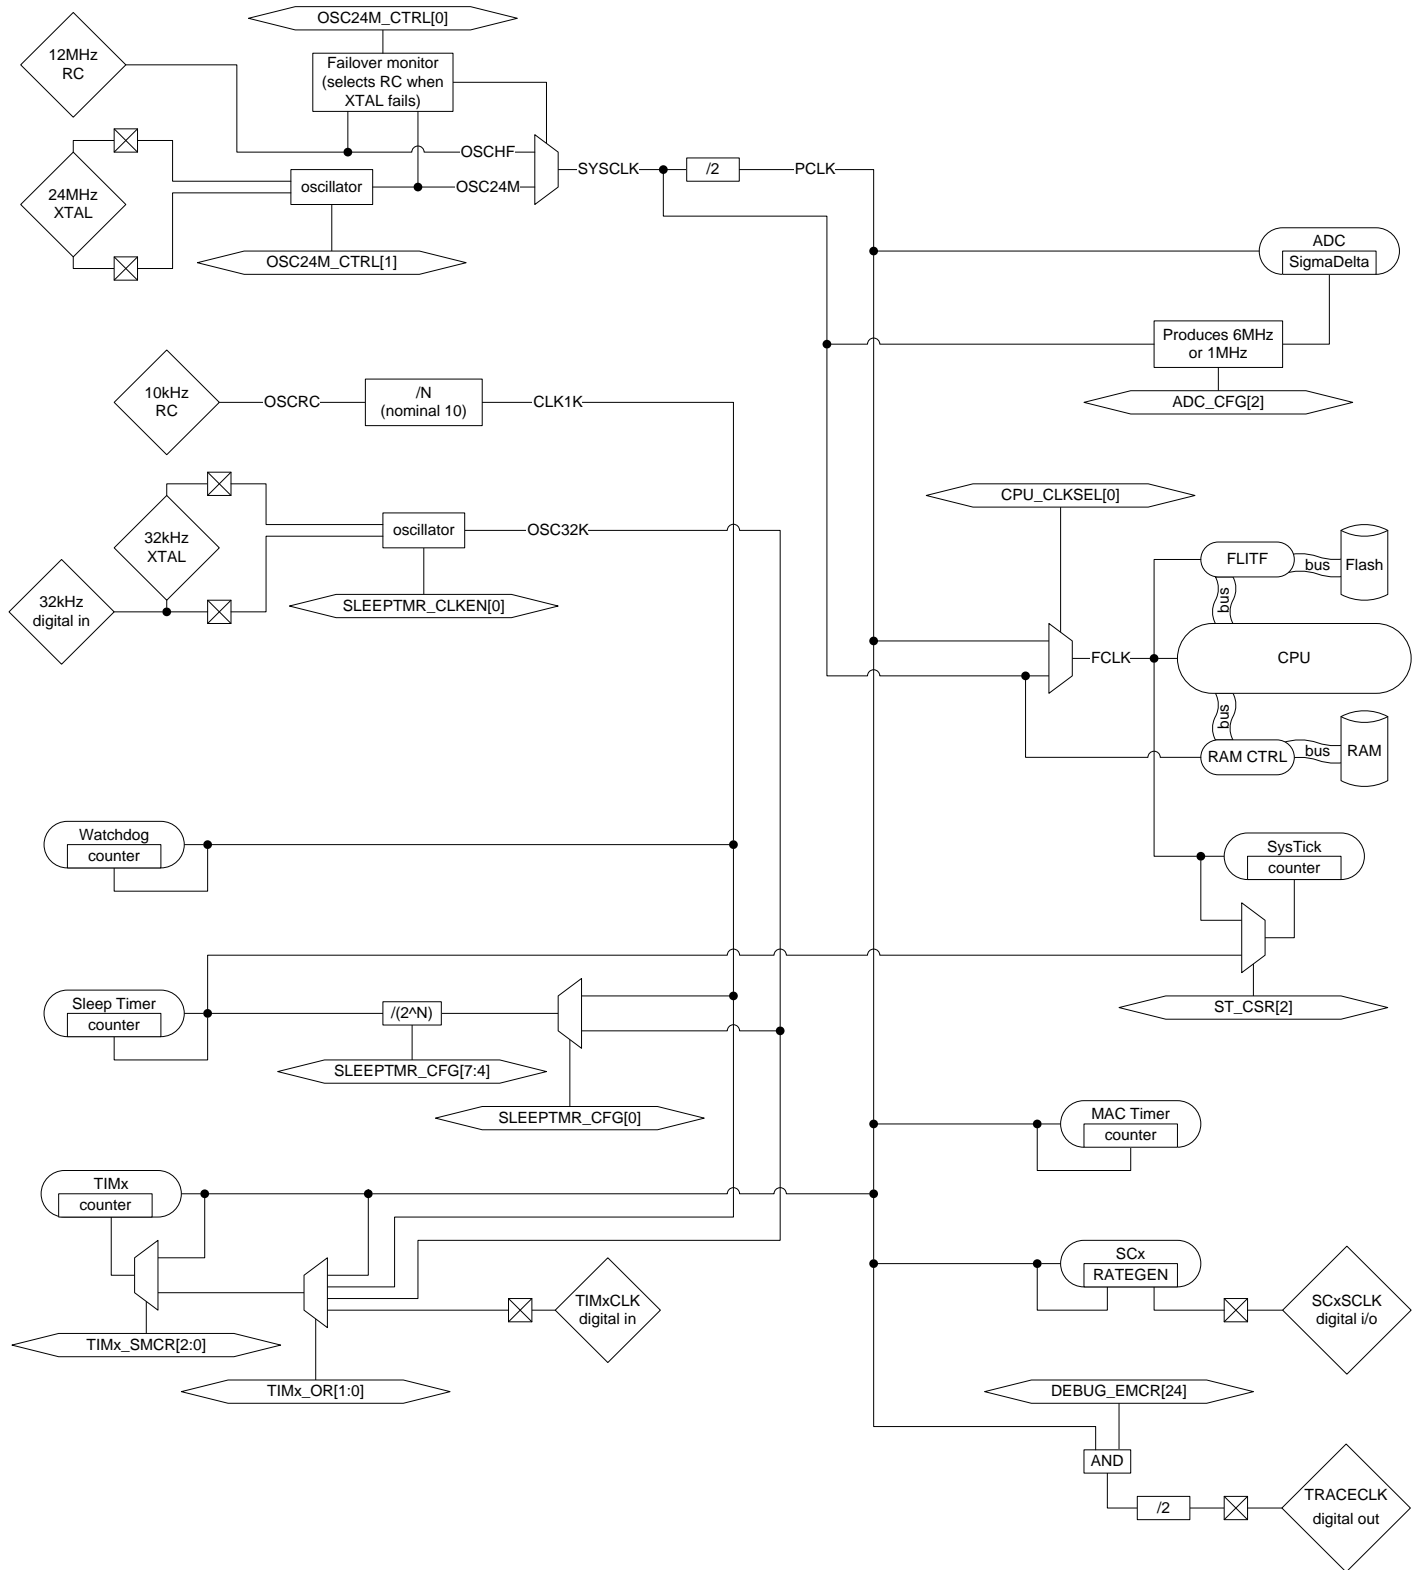 OSC24M_CTRL[0]
12MHz
RC
Failover monitor
(selects RC when
XTAL fails)
OSCHF
SYSCLK
/2
PCLK
24MHz
XTAL
oscillator
OSC24M
OSC24M_CTRL[1]
ADC
SigmaDelta
Produces 6MHz
or 1MHz
ADC_CFG[2]
10kHz
RC
OSCRC
/N
(nominal 10)
CLK1K
CPU_CLKSEL[0]
32kHz
XTAL
oscillator
OSC32K
SLEEPTMR_CLKEN[0]
32kHz
digital in
FLITF
bus
Flash
bus
FCLK
CPU
bus
RAM CTRL
bus
RAM
Watchdog
counter
SysTick
counter
ST_CSR[2]
Sleep Timer
counter
/(2^N)
SLEEPTMR_CFG[7:4]
SLEEPTMR_CFG[0]
MAC Timer
counter
TIMx
counter
TIMxCLK
digital in
TIMx_SMCR[2:0]
TIMx_OR[1:0]
SCx
RATEGEN
SCxSCLK
digital i/o
DEBUG_EMCR[24]
AND
/2
TRACECLK
digital out